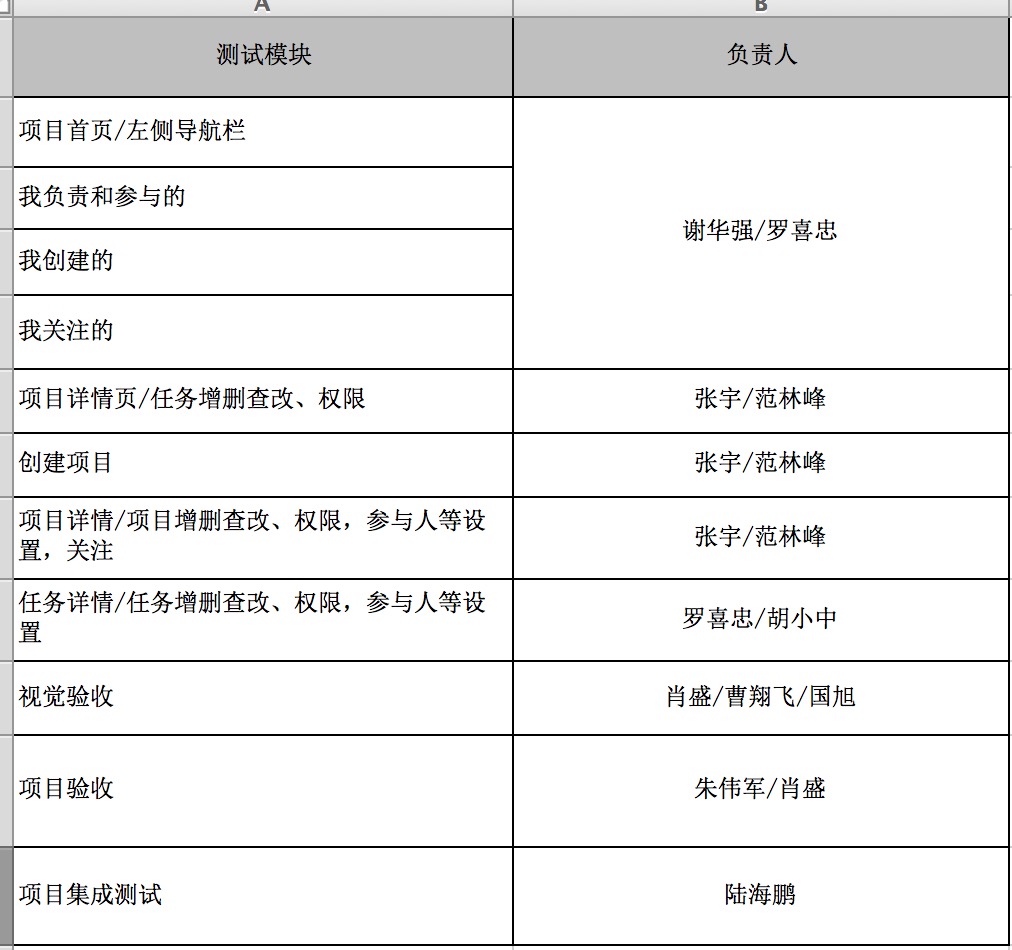 A B
测试模块 负责人
项目首页/左侧导航栏
我负责和参与的
谢华强/罗喜忠
我创建的
我关注的
项目详情页/任务增删查改、权限 张宇/范林峰
创建项目 张宇/范林峰
项目详情/项目增删查改、权限，参与人等设
置，关注
张宇/范林峰
任务详情/任务增删查改、权限，参与人等设
置
罗喜忠/胡小中
视觉验收 肖盛/曹翔飞/国旭
项目验收 朱伟军/肖盛
项目集成测试 陆海鹏